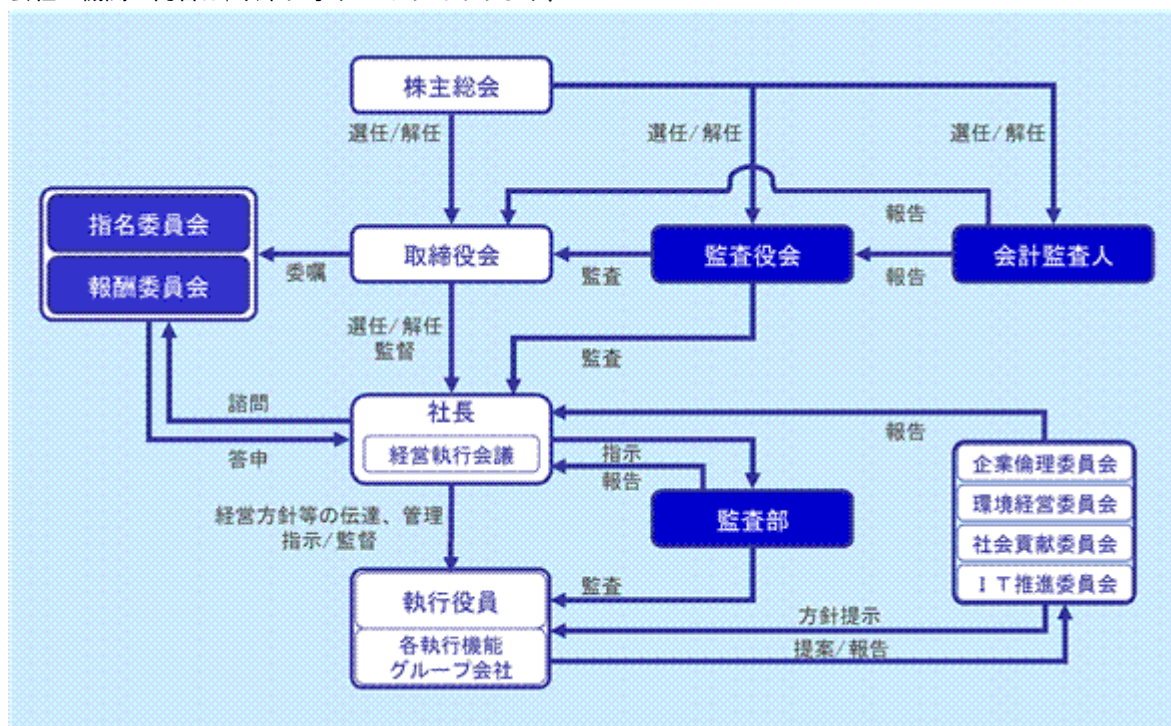 株主総会
選任/解任
選任/解任
選任/解任
報告
指名委員会
報酬委員会
委嘱
取締役会
監査
監査役会
報告
会計監査人
選任/解任
監督
監査
諮問
答申
社長
経営執行会議
指示
報告
監査部
報告
企業倫理委員会
環境経営委員会
社会貢献委員会
IT推進委員会
経営方針等の伝達、管理
指示/監督
監査
執行役員
各執行機能
グループ会社
方針提示
提案/報告